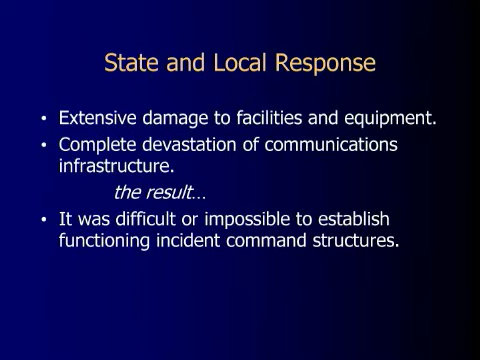 State and Local Response
• Extensive damage to facilities and equipment.
• Complete devastation of communications
infrastructure.
the result...
• It was difficult or impossible to establish
functioning incident command structures.